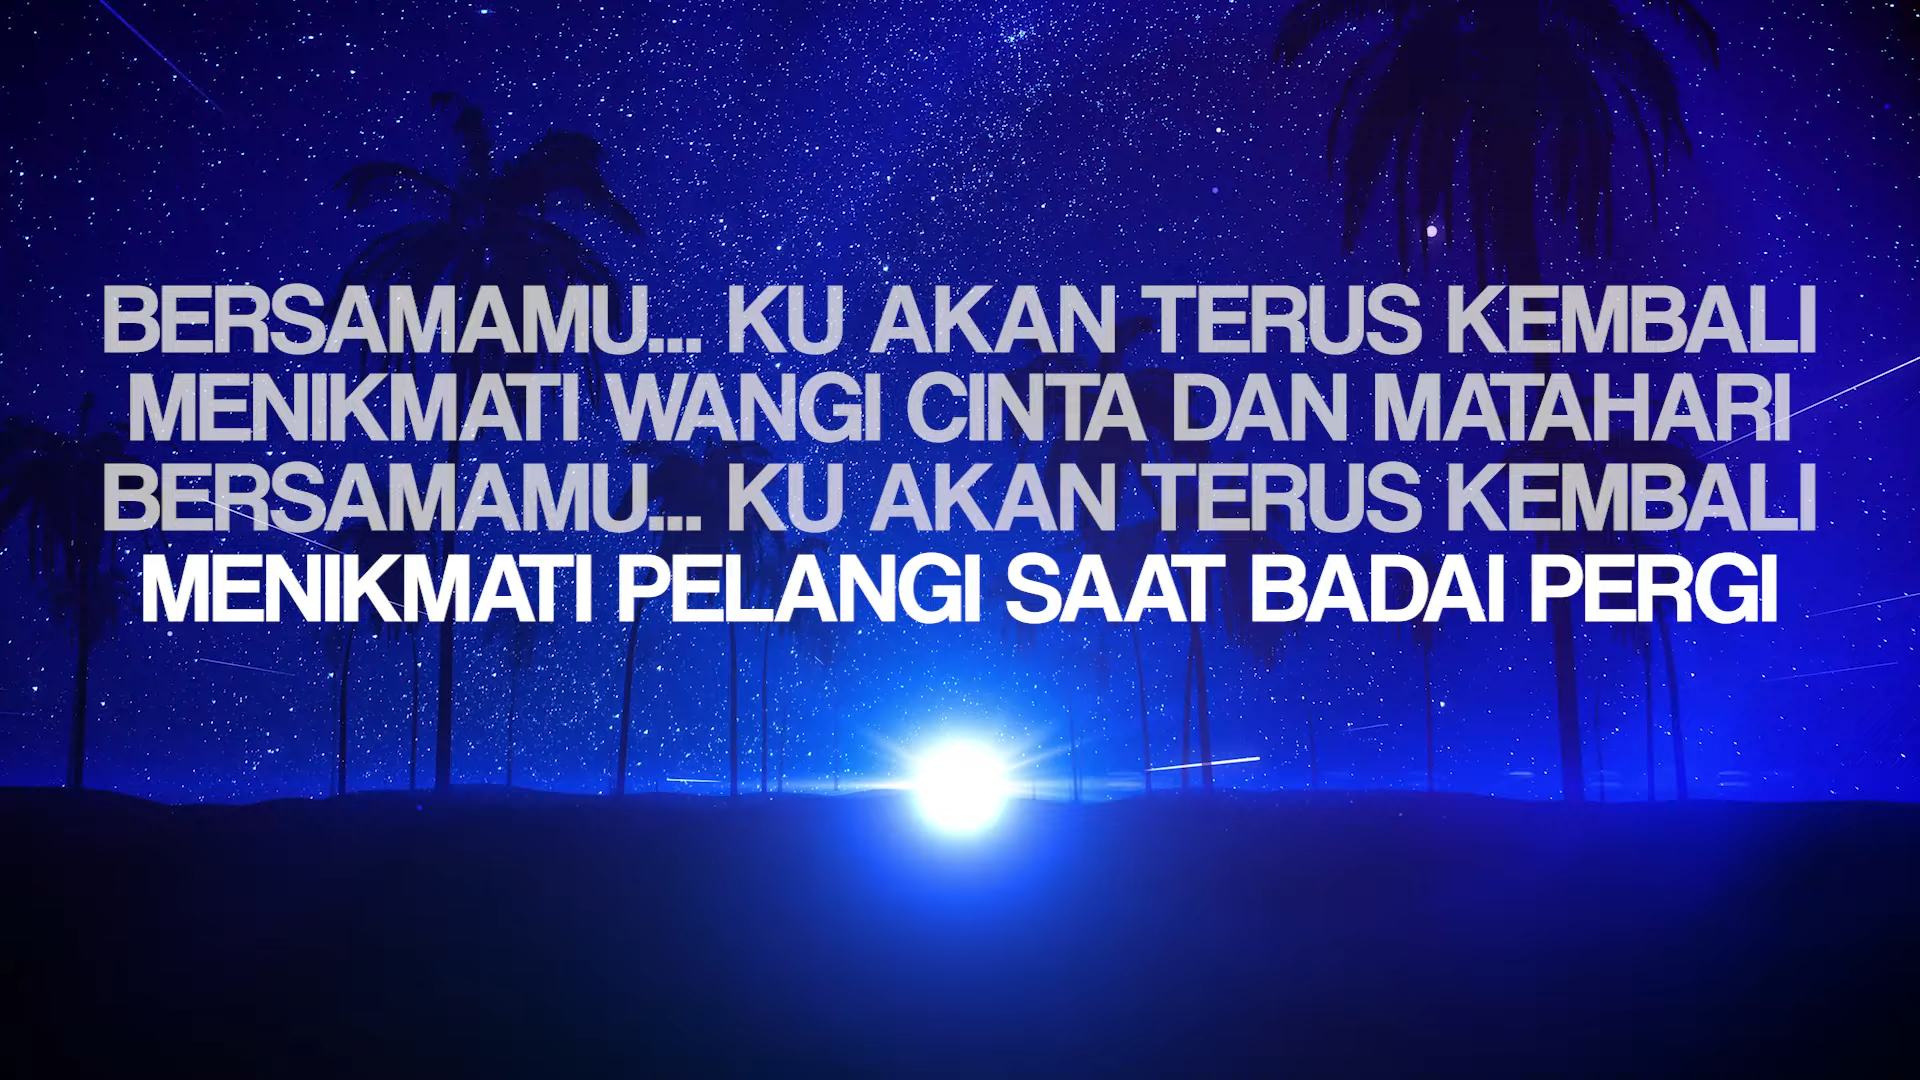 BERSAMAMU... KU AKAN TERUS KEMBALI
MENIKMATI WANGI CINTA DAN MATAHARI
BERSAMAMU... KU AKAN TERUS KEMBALI
MENIKMATI PELANGI SAAT BADAI PERGI